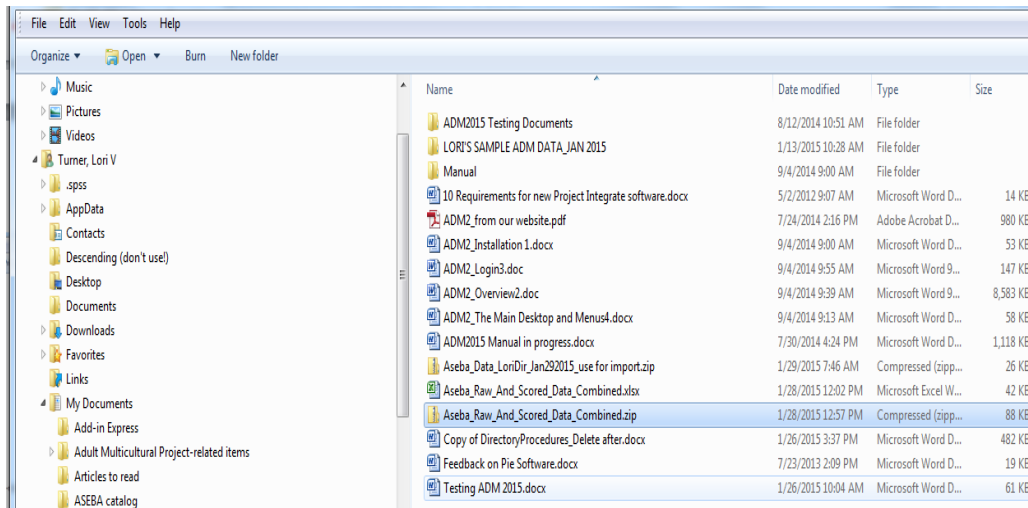 File Edit View Tools Help
Organize Open Burn New folder
Music
Pictures
Videos
Turner, Lori V
.spss
AppData
Contacts
Descending (don't use!)
Desktop
Documents
Downloads
Favorites
Links
My Documents
Add-in Express
Adult Multicultural Project-related items
Articles to read
ASEBA catalog
Name Date modified Type Size
ADM2015 Testing Documents 8/12/2014 10:51 AM File folder
LORI'S SAMPLE ADM DATA_JAN 2015 1/13/2015 10:28 AM File folder
Manual 9/4/2014 9:00 AM File folder
10 Requirements for new Project Integrate software.docx 5/2/2012 9:07 AM Microsoft Word D... 14 KB
ADM2_from our website.pdf 7/24/2014 2:16 PM Adobe Acrobat D... 980 KB
ADM2_Installation 1.docx 9/4/2014 9:00 AM Microsoft Word D... 53 KB
ADM2_Login3.doc 9/4/2014 9:55 AM Microsoft Word 9... 147 KB
ADM2_Overview2.doc 9/4/2014 9:39 AM Microsoft Word 9... 8,583 KB
ADM2_The Main Desktop and Menus4.docx 9/4/2014 9:13 AM Microsoft Word D... 58 KB
ADM2015 Manual in progress.docx 7/30/2014 4:24 PM Microsoft Word D... 1,118 KB
Aseba_Data_LoriDir_Jan292015_use for import.zip 1/29/2015 7:46 AM Compressed (zipp... 26 KB
Aseba_Raw_And_Scored_Data_Combined.xlsx 1/28/2015 12:02 PM Microsoft Excel W... 42 KB
Aseba_Raw_And_Scored_Data_Combined.zip 1/28/2015 12:57 PM Compressed (zipp... 88 KB
Copy of DirectoryProcedures_Delete after.docx 1/26/2015 3:37 PM Microsoft Word D... 482 KB
Feedback on Pie Software.docx 7/23/2013 2:09 PM Microsoft Word D... 19 KB
Testing ADM 2015.docx 1/26/2015 10:04 AM Microsoft Word D... 61 KB